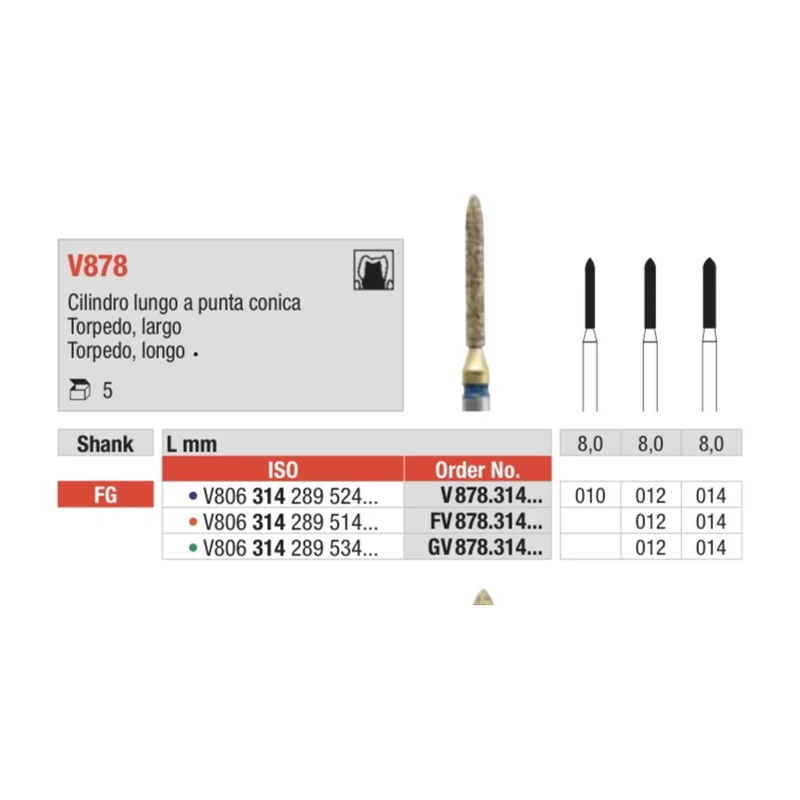 V878
Cilindro lungo a punta conica
Torpedo, largo
Torpedo, longo .
5
Shank L mm 8,0 8,0 8,0
ISO Order No.
FG • V806 314 289 524... V878.314... 010 012 014
• V806 314 289 514... FV878.314... 012 014
• V806 314 289 534... GV878.314... 012 014